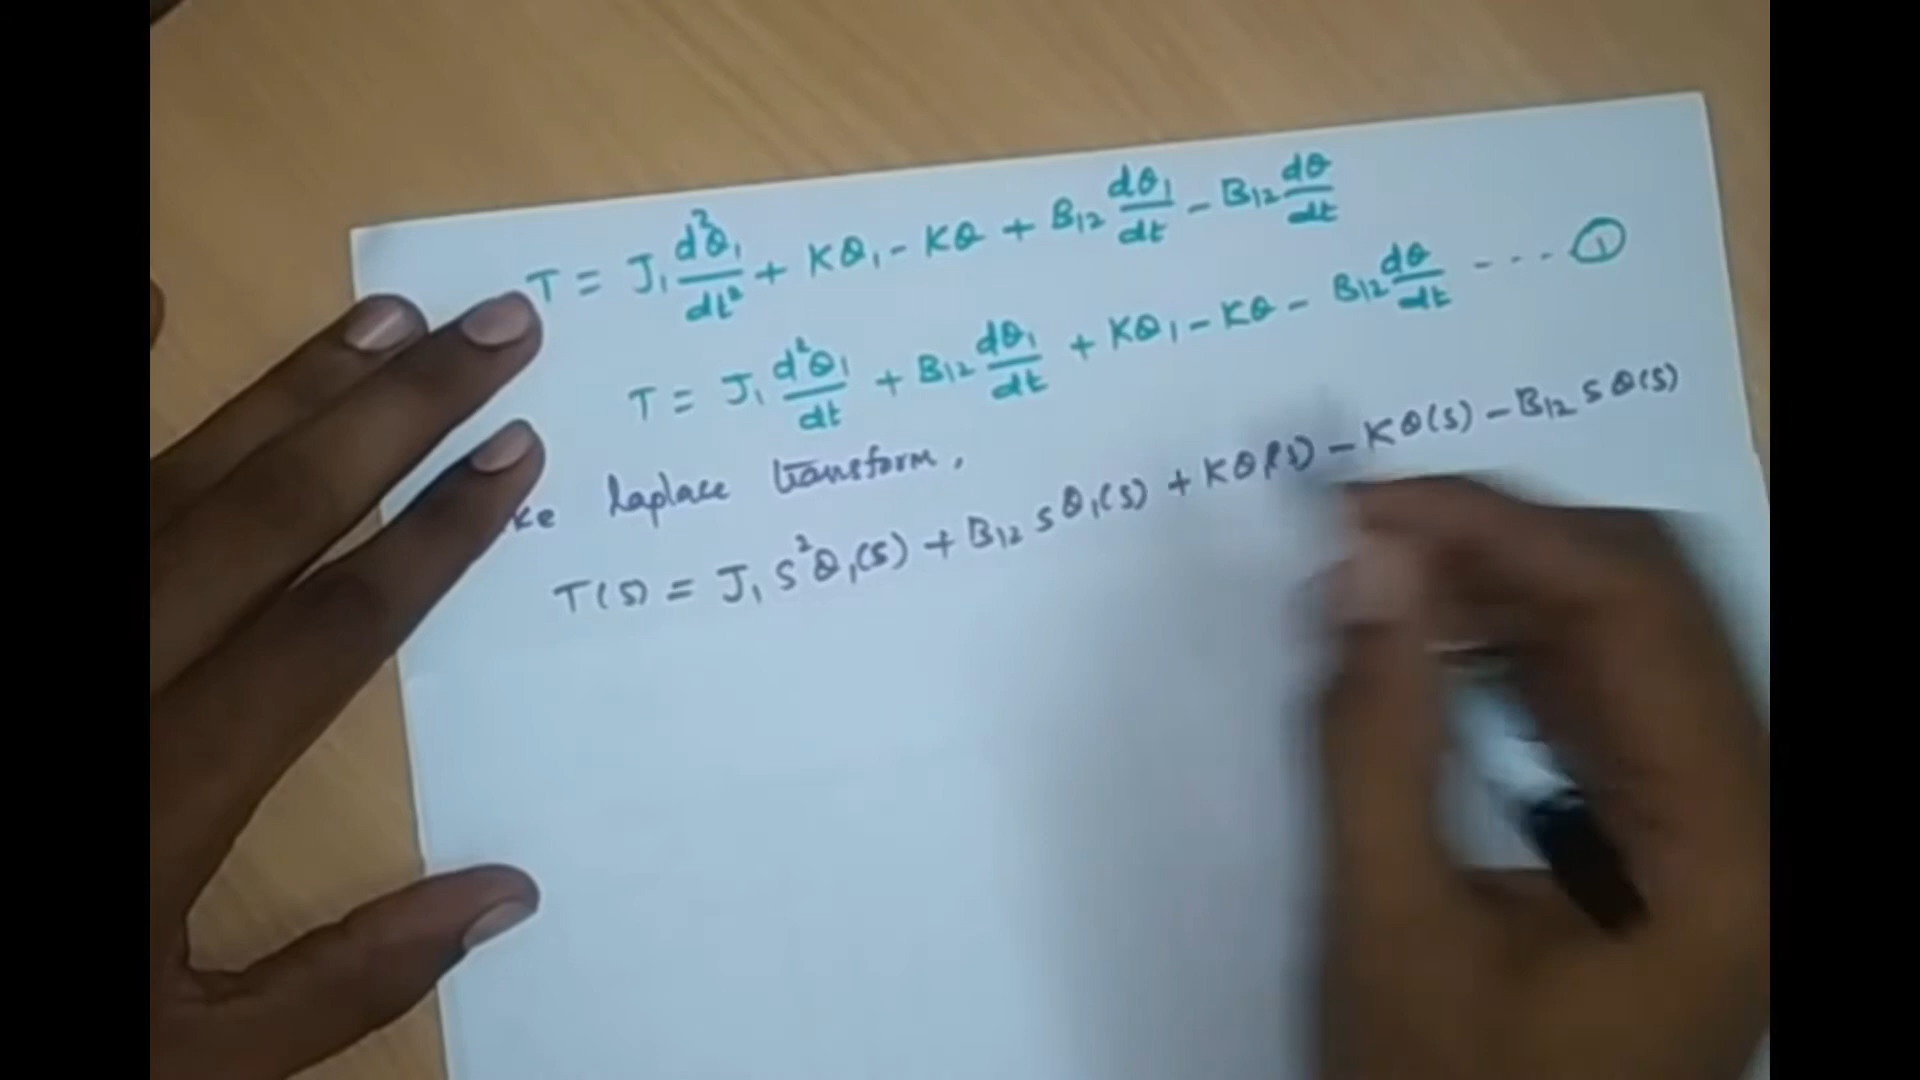 T = J₁ d²θ₁/dt² + Kθ₁ - Kθ + B₁₂ dθ₁/dt - B₁₂ dθ/dt
T = J₁ d²θ₁/dt + B₁₂ dθ₁/dt + Kθ₁ - Kθ - B₁₂ dθ/dt ---- ①
ke laplace transform,
T(s) = J₁ s²θ₁(s) + B₁₂ sθ₁(s) + Kθ₁(s) - Kθ(s) - B₁₂ sθ(s)